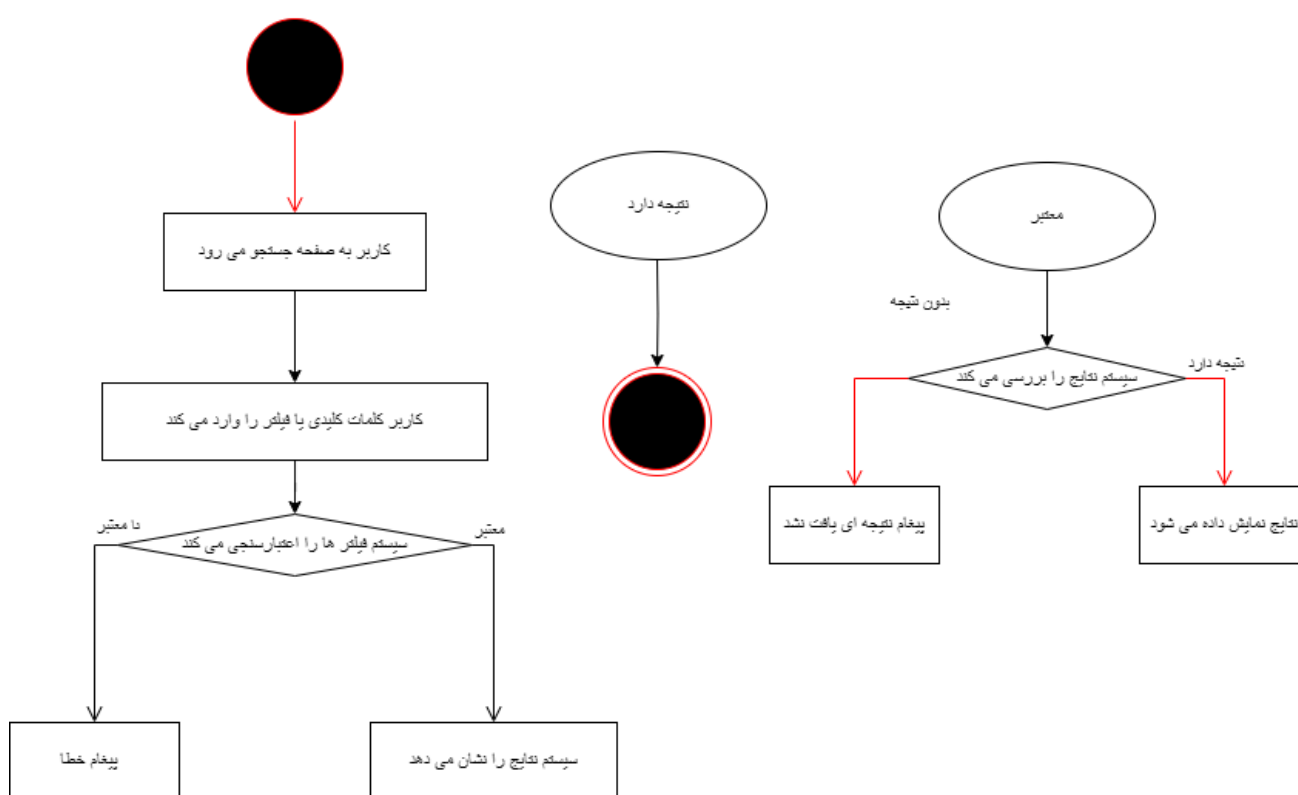 کاربر به صفحه جستجو می رود
کاربر کلمات کلیدی یا فیلتر را وارد می کند
سیستم فیلتر ها را اعتبارسنجی می کند
نا معتبر
معتبر
پیغام خطا
سیستم نتایج را نشان می دهد
نتیجه دارد
معتبر
بدون نتیجه
سیستم نتایج را بررسی می کند
نتیجه دارد
پیغام نتیجه ای یافت نشد
نتایج نمایش داده می شود